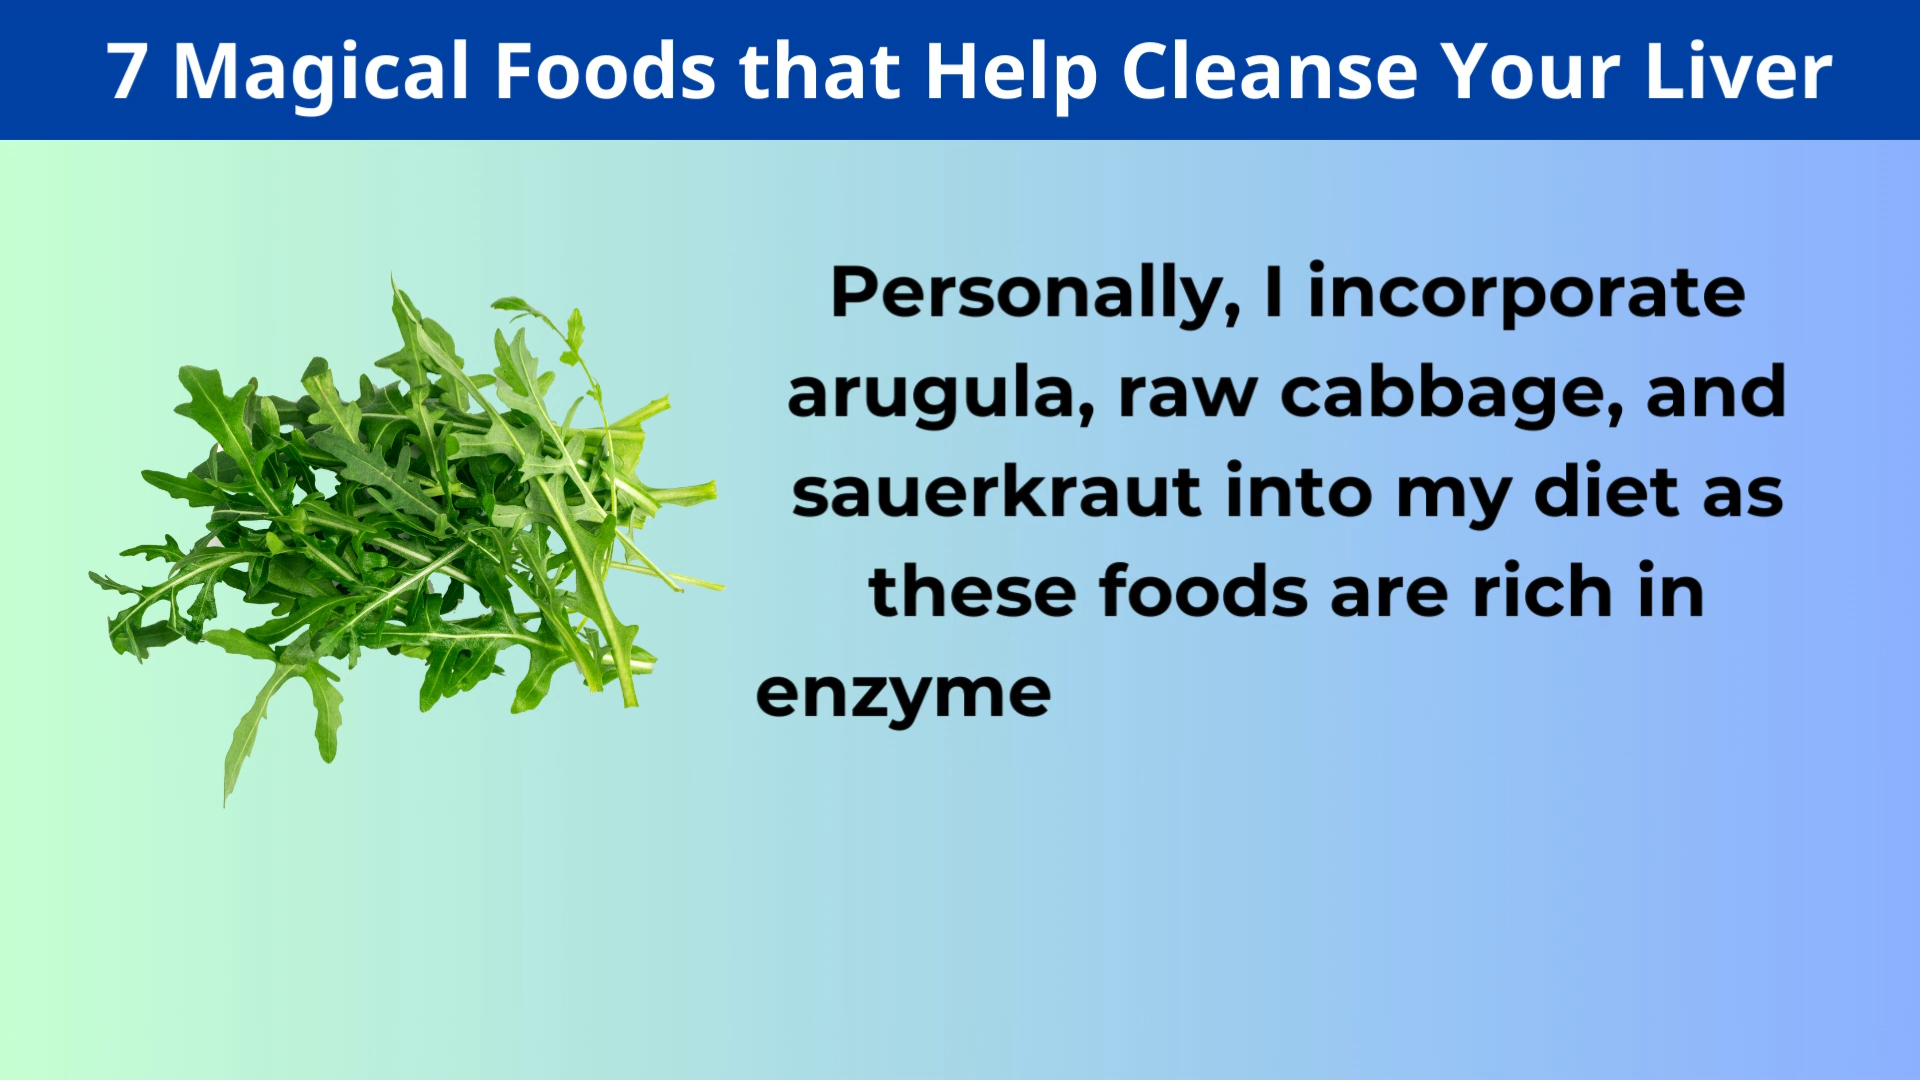 7 Magical Foods that Help Cleanse Your Liver
Personally, I incorporate
arugula, raw cabbage, and
sauerkraut into my diet as
these foods are rich in
enzyme